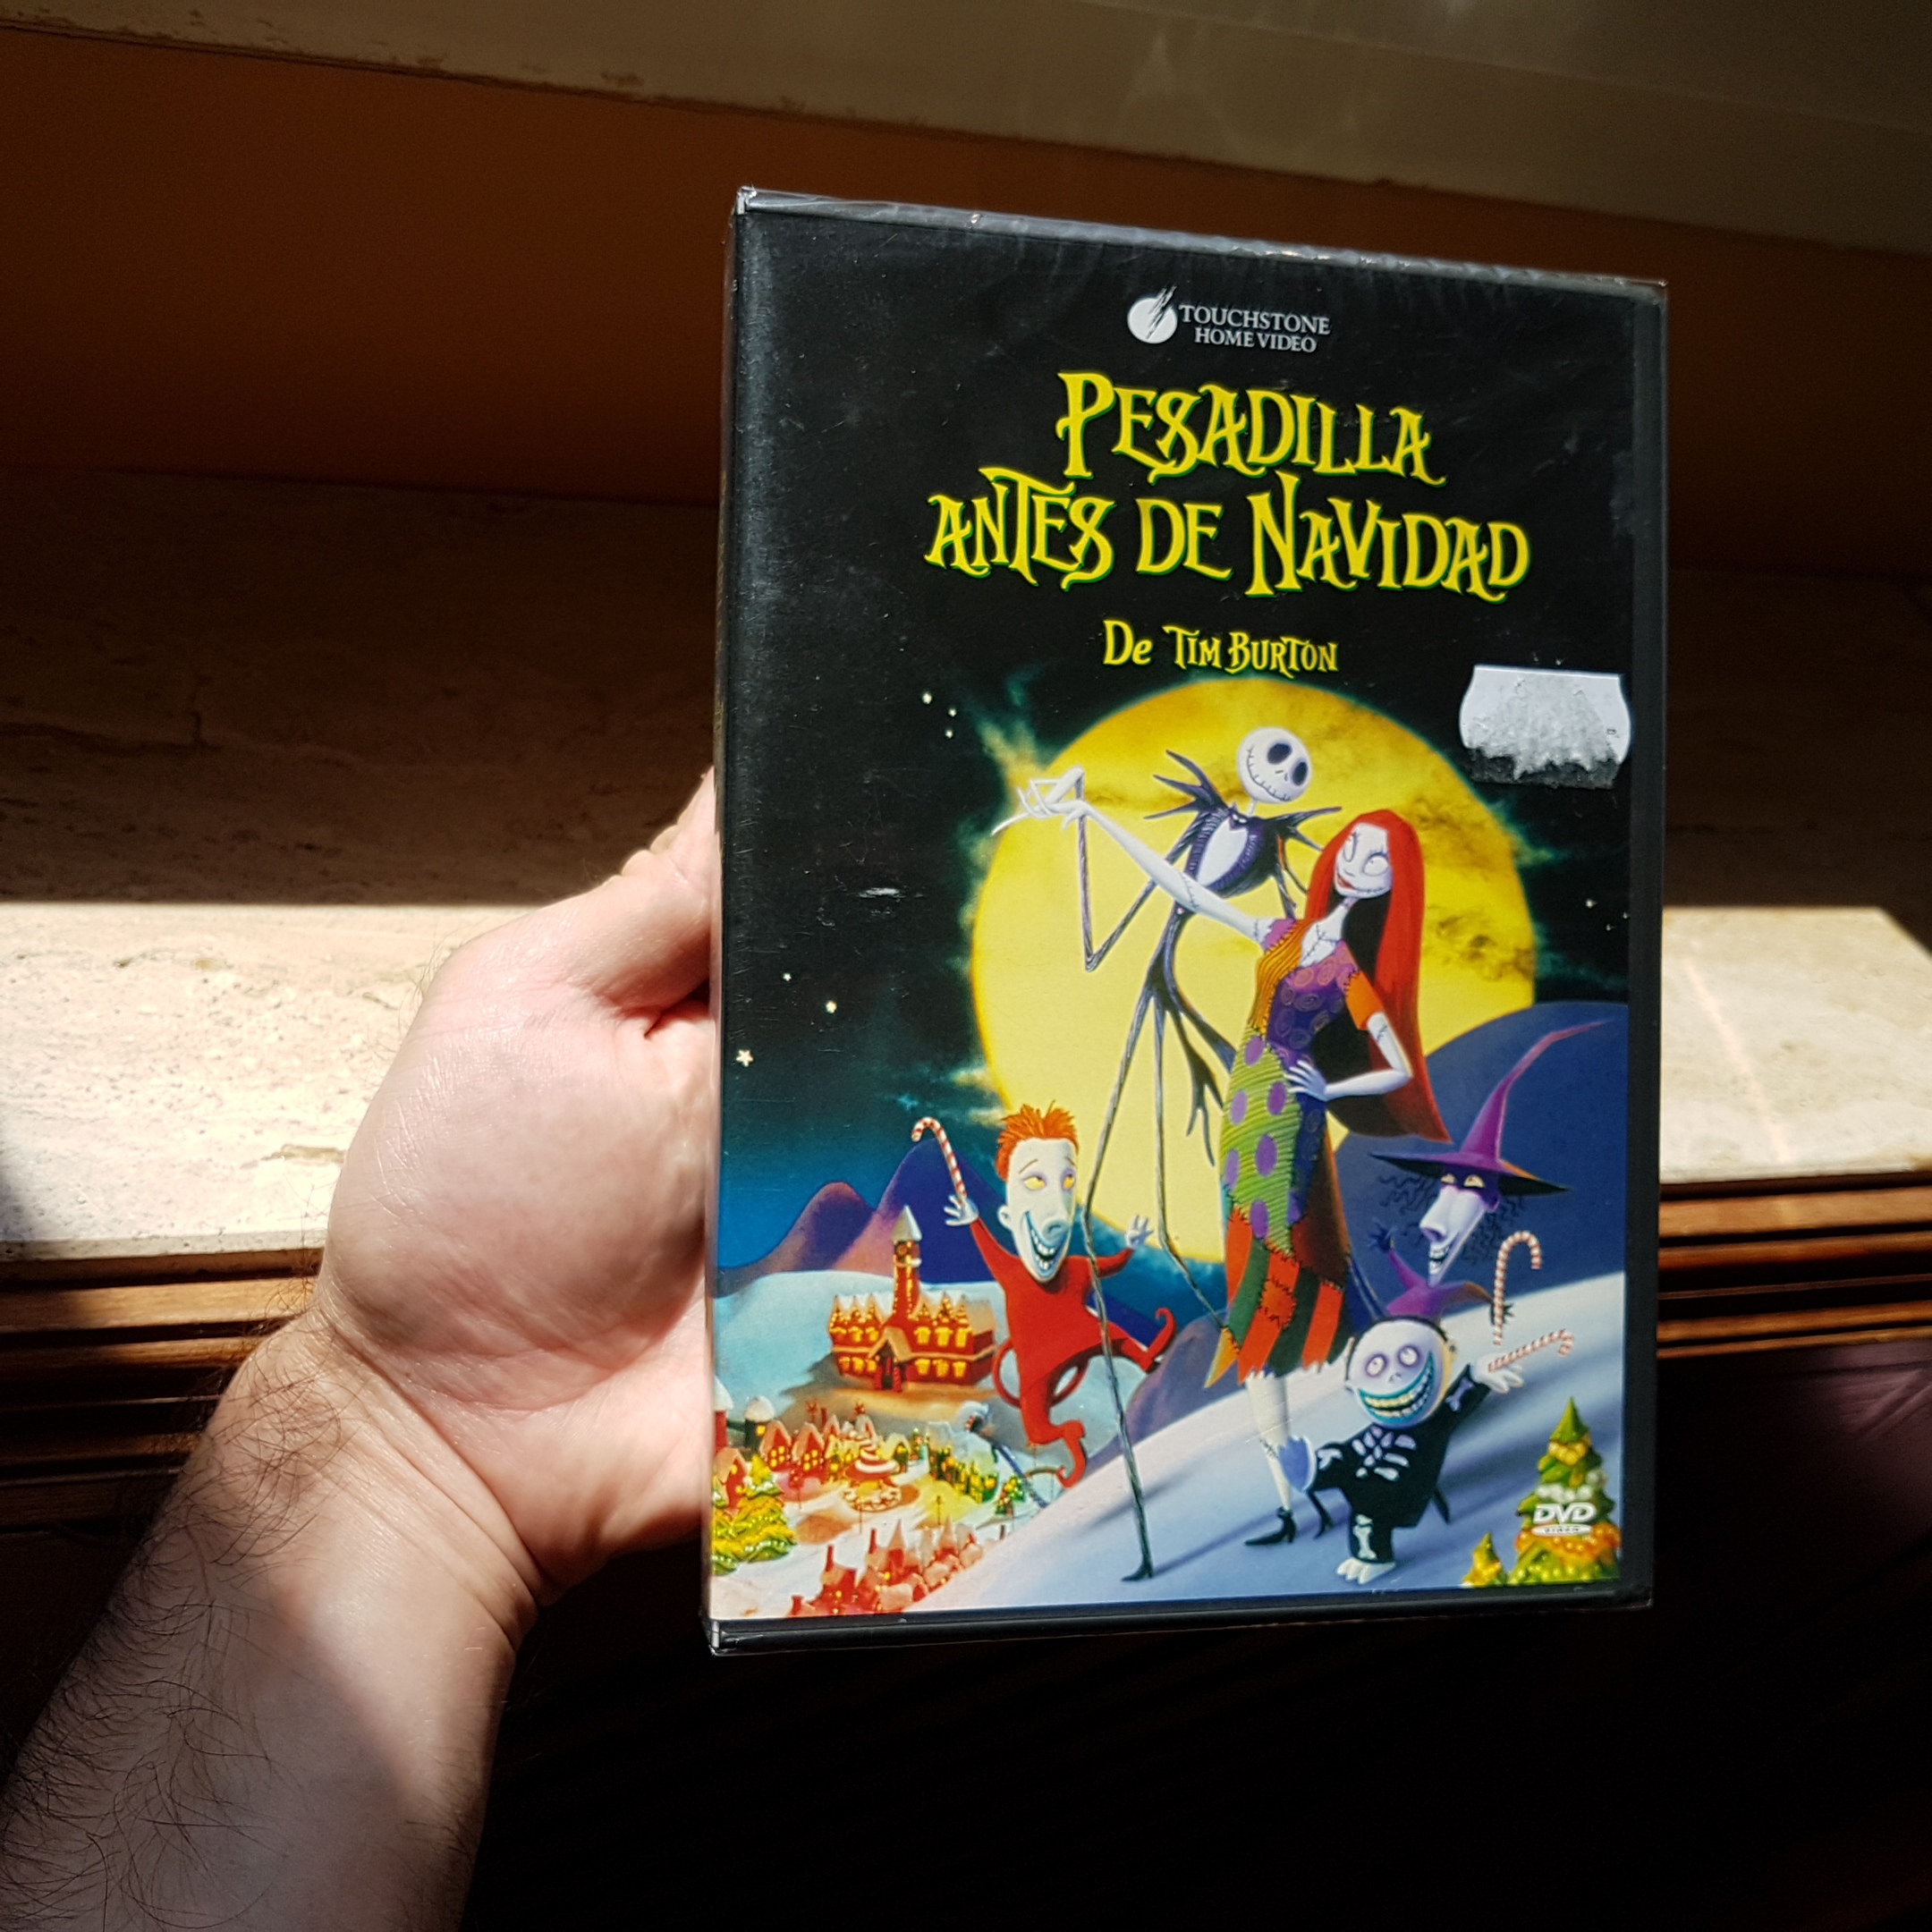 TOUCHSTONE
HOME VIDEO
PESADILLA
ANTES DE NAVIDAD
De TIM BURTON
DVD